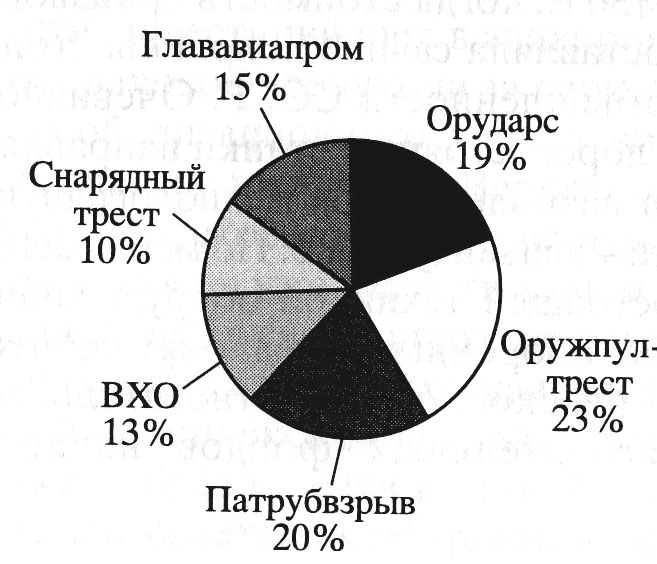 Глававиапром
15%
Орударс
19%
Снарядный
трест
10%
Оружпул-
трест
23%
ВХО
13%
Патрубвзрыв
20%